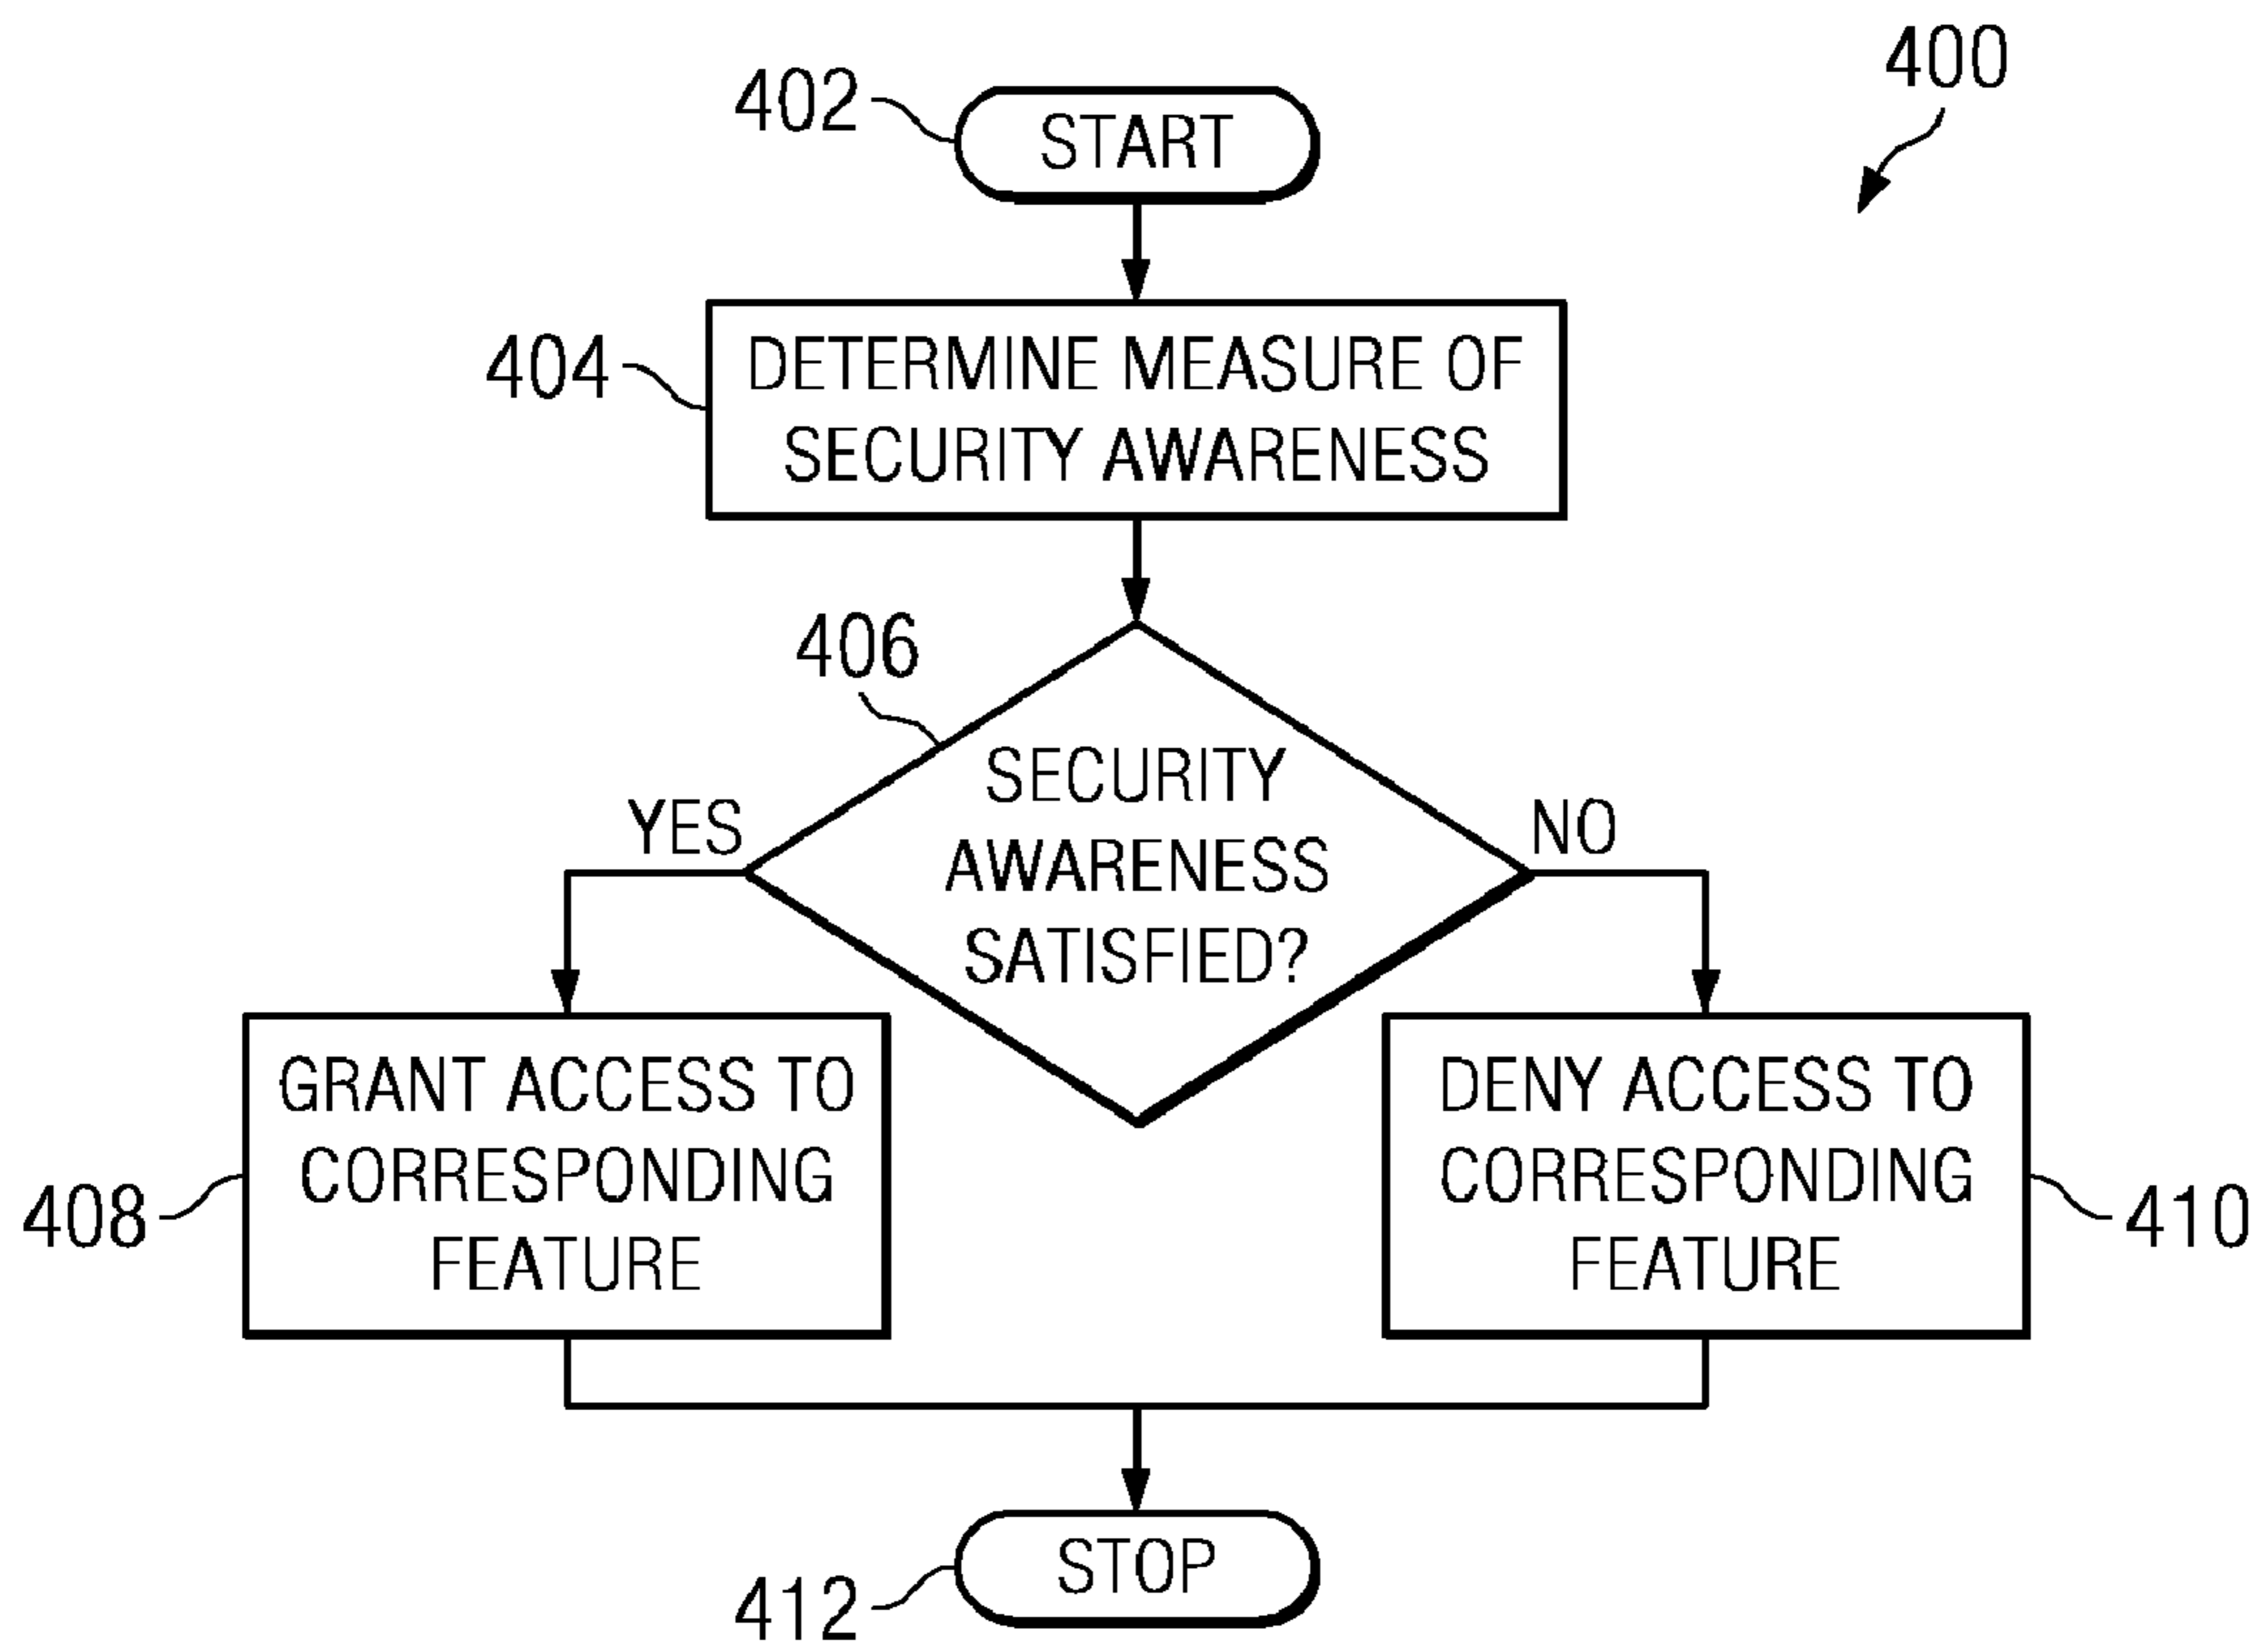 400
402
START
404
DETERMINE MEASURE OF
SECURITY AWARENESS
406
SECURITY
AWARENESS
SATISFIED?
YES
NO
GRANT ACCESS TO
CORRESPONDING
FEATURE
408
DENY ACCESS TO
CORRESPONDING
FEATURE
410
STOP
412